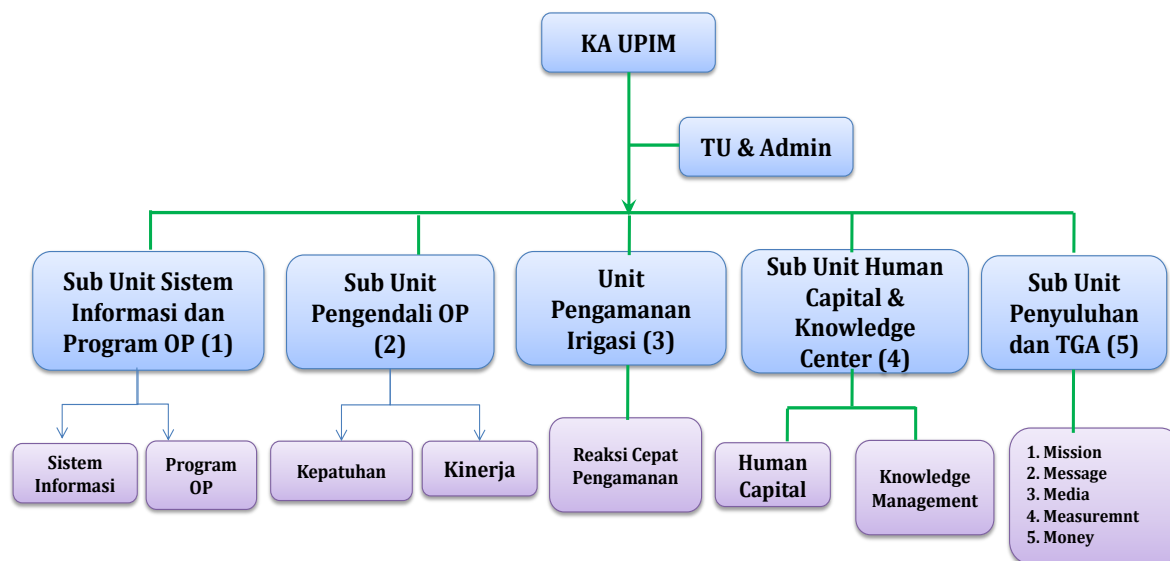 KA UPIM
TU & Admin
Sub Unit Sistem
Informasi dan
Program OP (1)
Sub Unit
Pengendali OP
(2)
Unit
Pengamanan
Irigasi (3)
Sub Unit Human
Capital &
Knowledge
Center (4)
Sub Unit
Penyuluhan
dan TGA (5)
Sistem
Informasi
Program
OP
Kepatuhan
Kinerja
Reaksi Cepat
Pengamanan
Human
Capital
Knowledge
Management
1. Mission
2. Message
3. Media
4. Measuremnt
5. Money